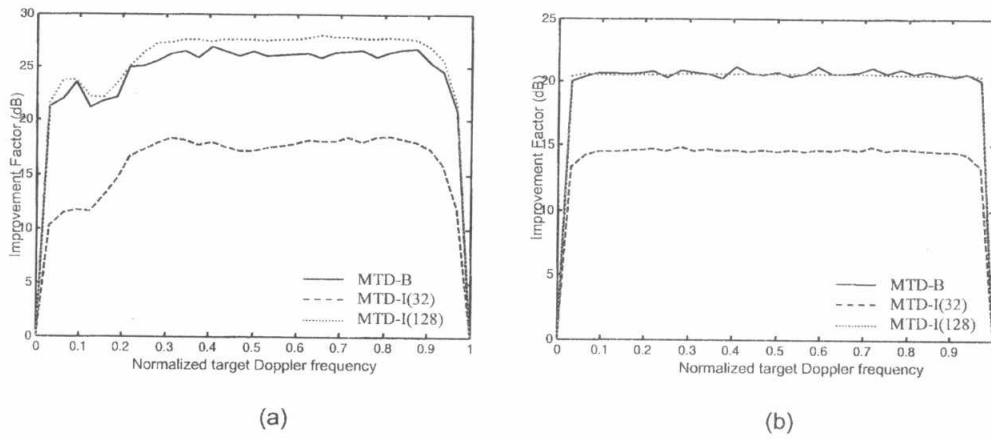 30
25
20
15
10
5
0
Improvement Factor (dB)
MTD-B
MTD-I(32)
MTD-I(128)
0 0.1 0.2 0.3 0.4 0.5 0.6 0.7 0.8 0.9 1
Normalized target Doppler frequency
(a)
25
20
15
10
5
0
Improvement Factor (dB)
MTD-B
MTD-I(32)
MTD-I(128)
0 0.1 0.2 0.3 0.4 0.5 0.6 0.7 0.8 0.9
Normalized target Doppler frequency
(b)